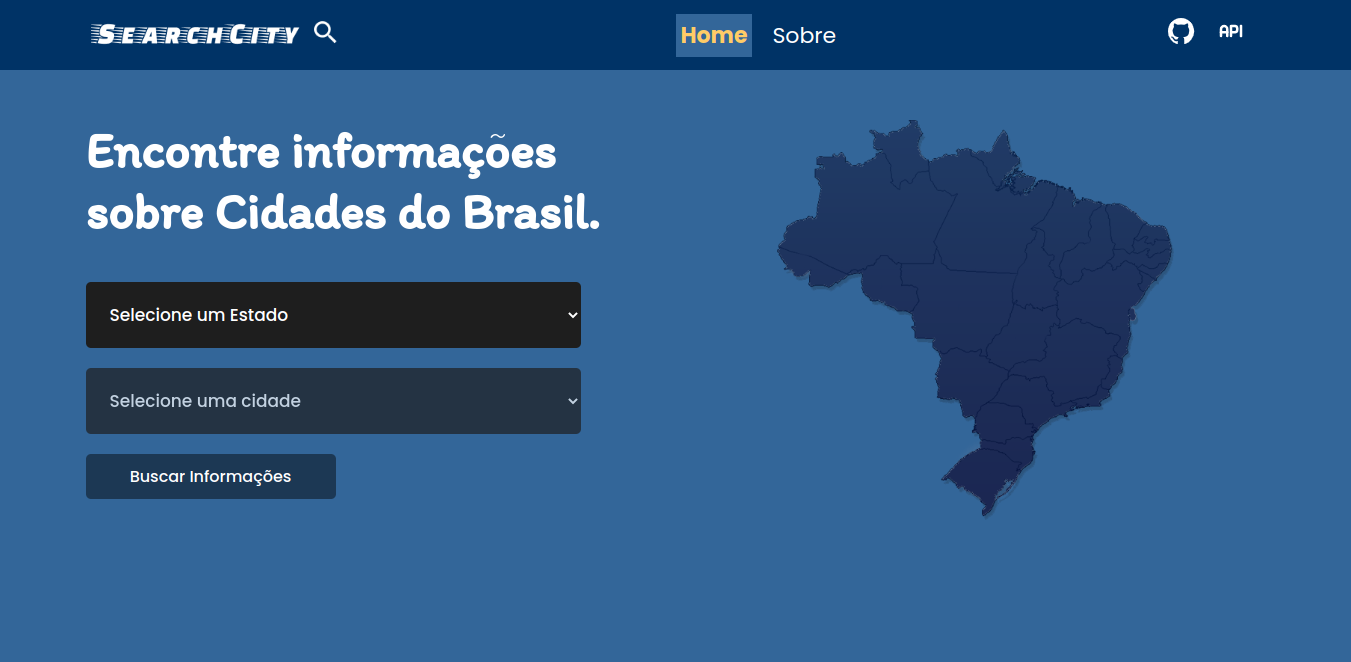 SearchCity
Home
Sobre
API
Encontre informações
sobre Cidades do Brasil.
Selecione um Estado
Selecione uma cidade
Buscar Informações